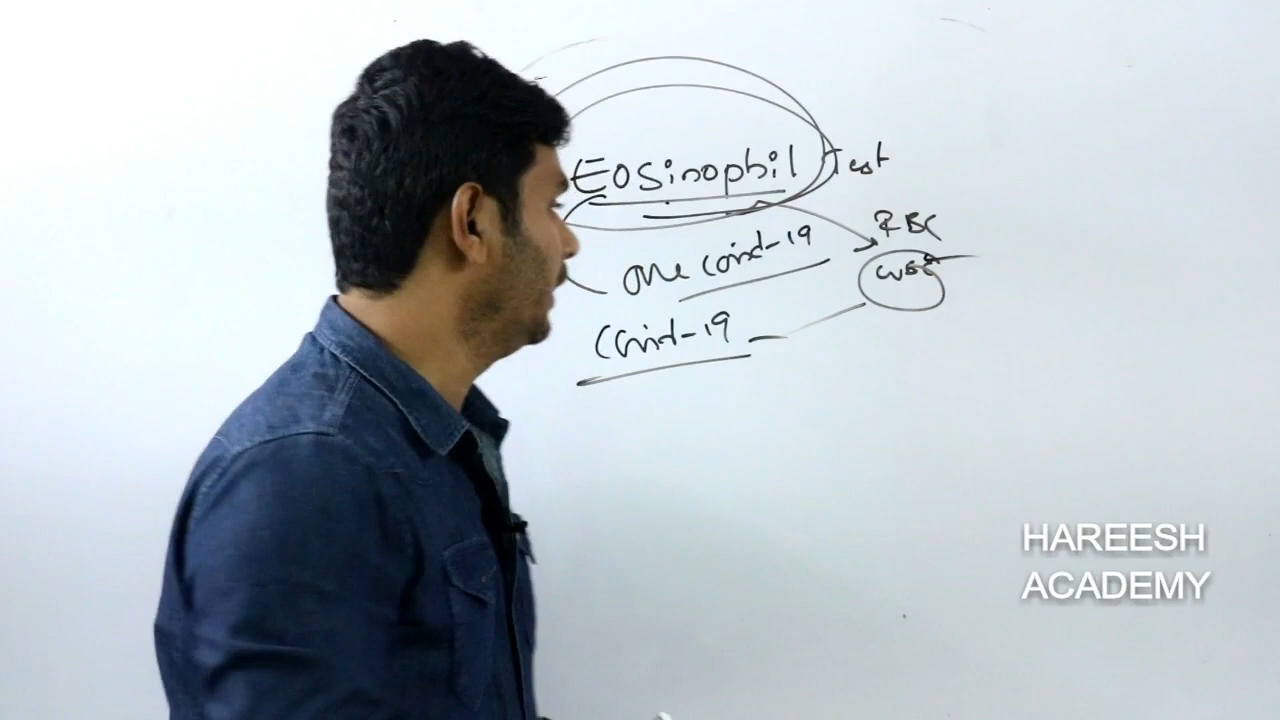 Eosinophil Test
RBC
WBC
one Covid-19
Covid-19
HAREESH
ACADEMY